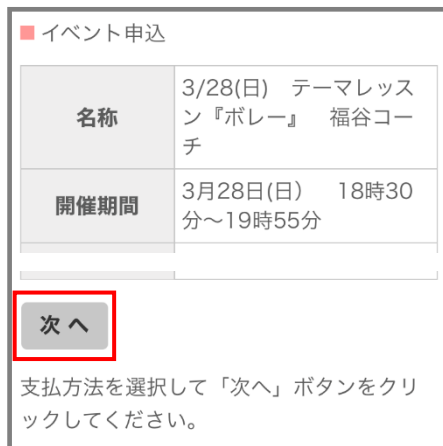 イベント申込
名称
3/28(日)　テーマレッス
ン『ボレー』　福谷コー
チ
開催期間
3月28日(日）　18時30
分～19時55分
次 へ
支払方法を選択して「次へ」ボタンをクリ
ックしてください。